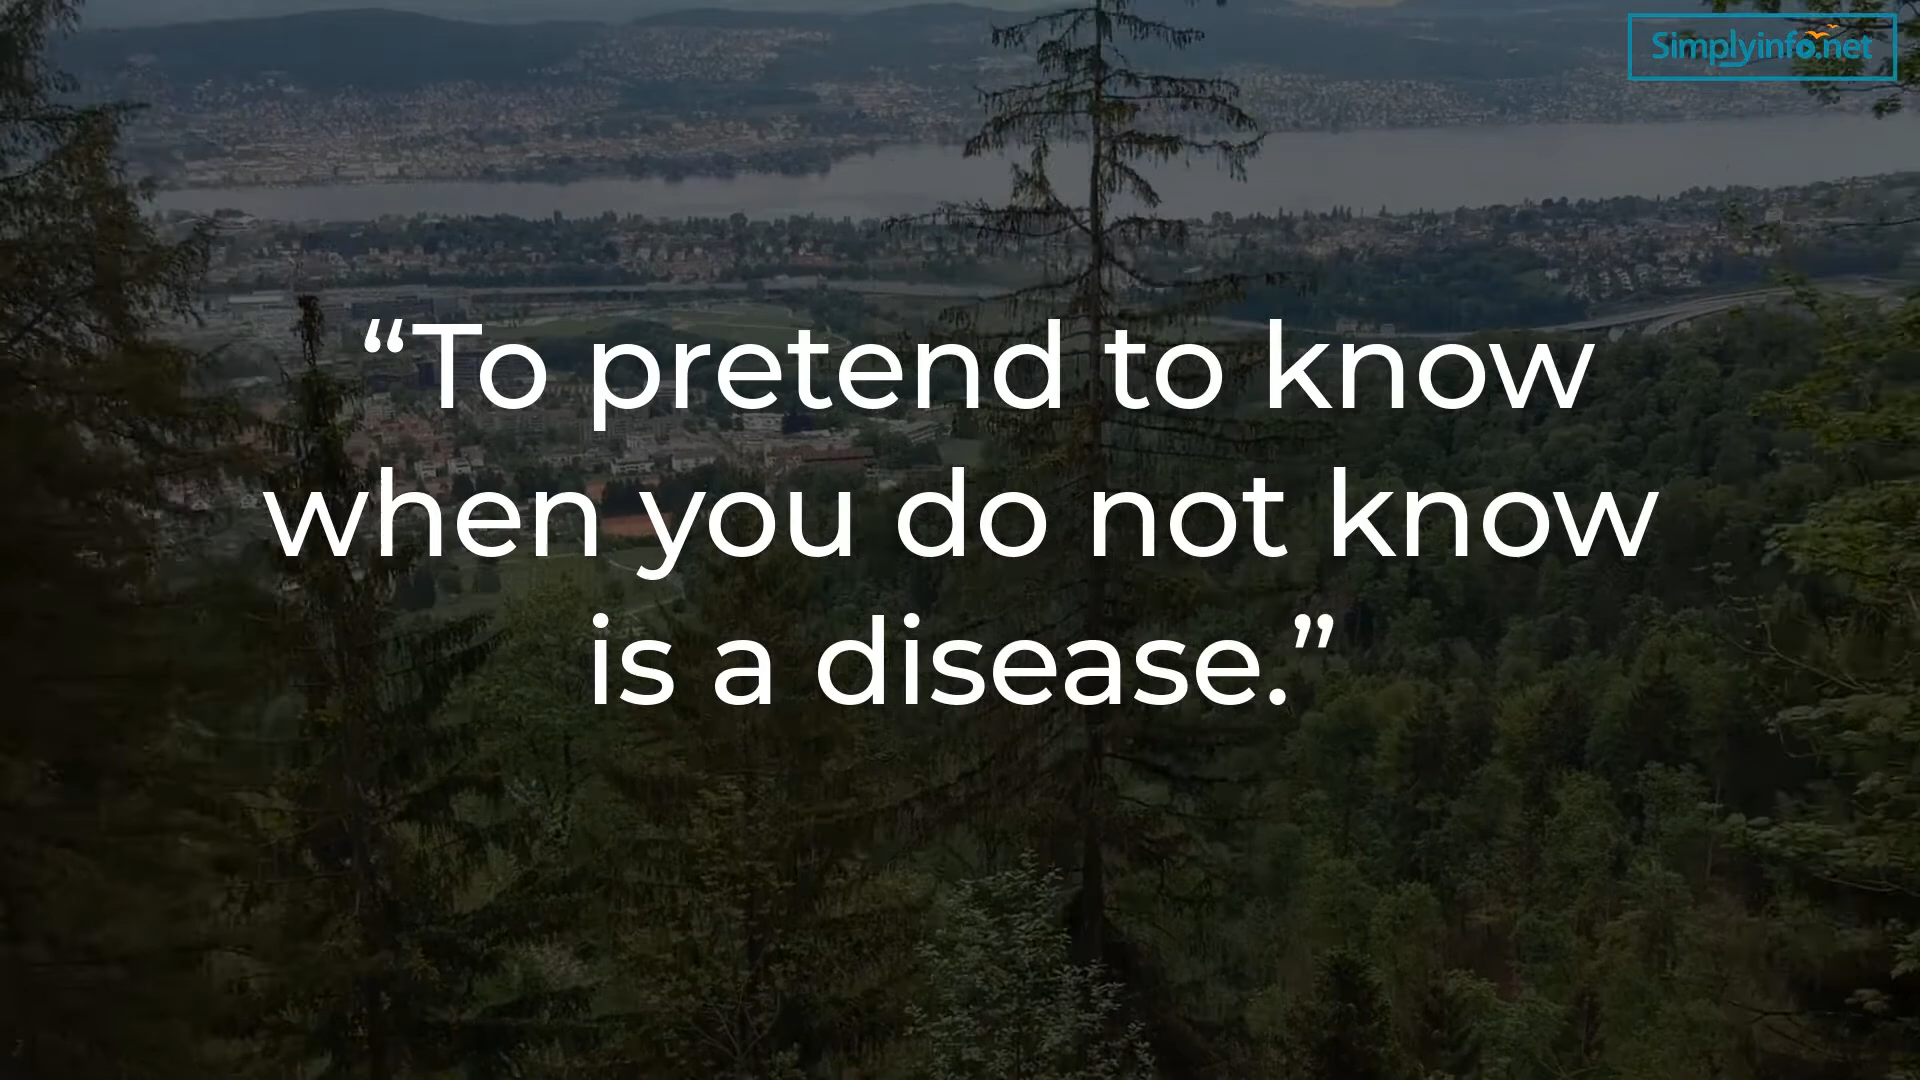 Simplyinfo.net
“To pretend to know
when you do not know
is a disease.”